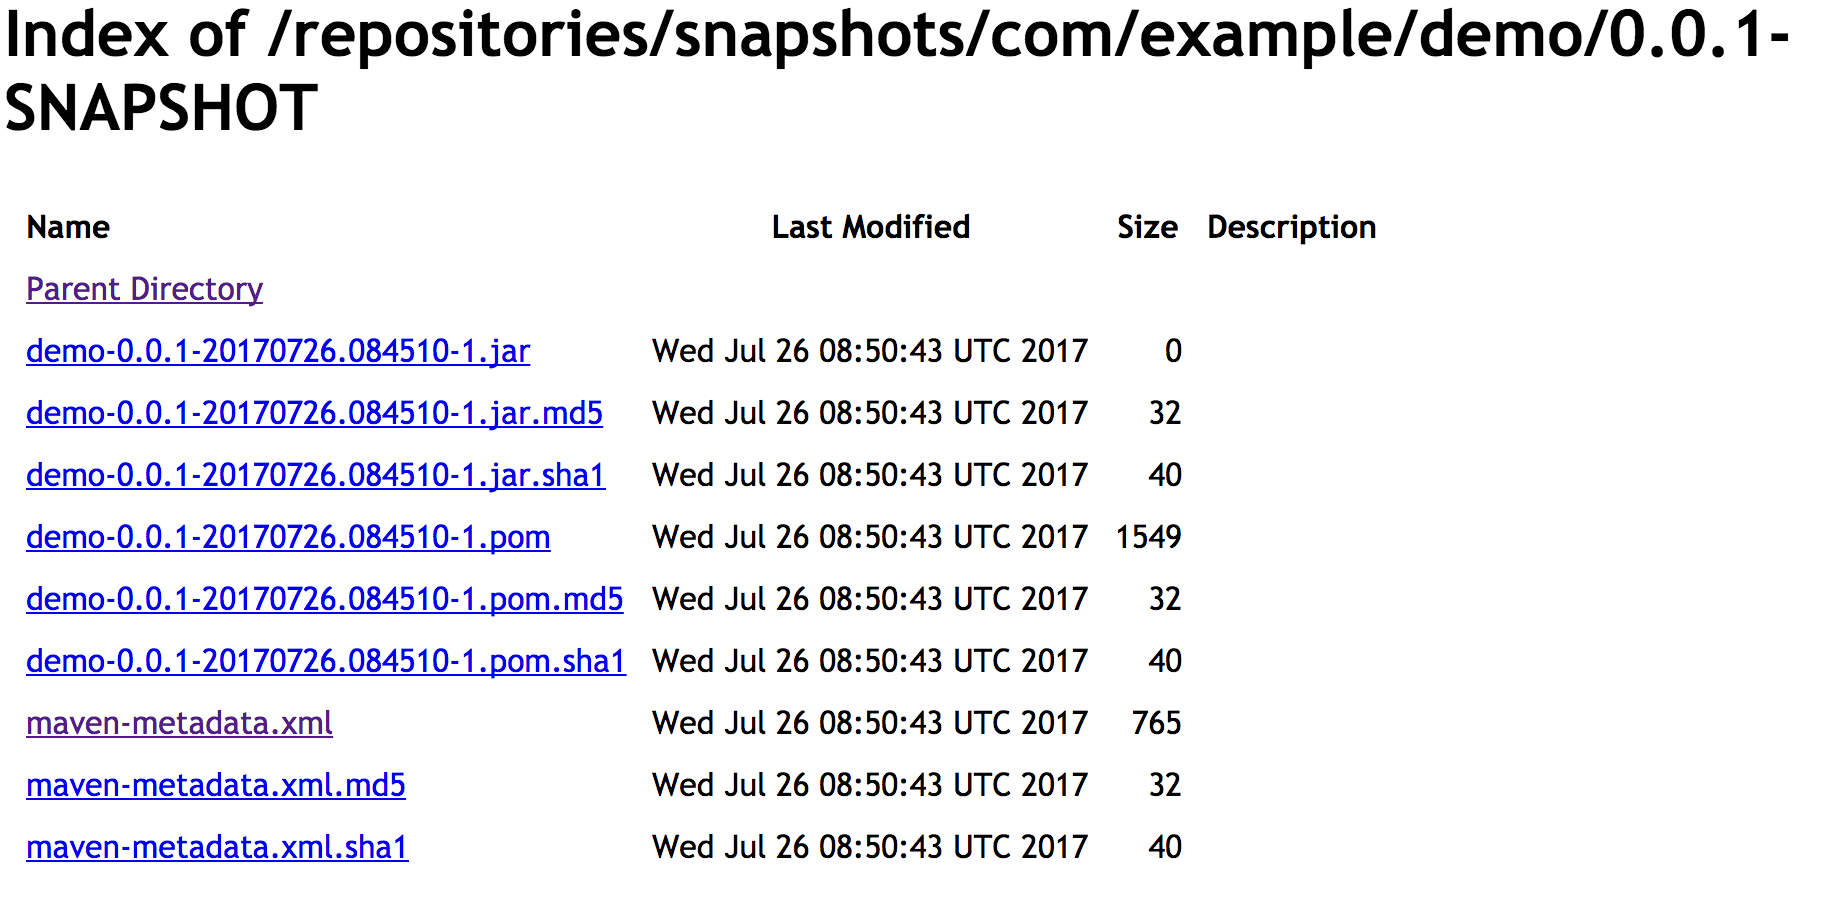 Index of /repositories/snapshots/com/example/demo/0.0.1-
SNAPSHOT
Name Last Modified Size Description
Parent Directory
demo-0.0.1-20170726.084510-1.jar Wed Jul 26 08:50:43 UTC 2017 0
demo-0.0.1-20170726.084510-1.jar.md5 Wed Jul 26 08:50:43 UTC 2017 32
demo-0.0.1-20170726.084510-1.jar.sha1 Wed Jul 26 08:50:43 UTC 2017 40
demo-0.0.1-20170726.084510-1.pom Wed Jul 26 08:50:43 UTC 2017 1549
demo-0.0.1-20170726.084510-1.pom.md5 Wed Jul 26 08:50:43 UTC 2017 32
demo-0.0.1-20170726.084510-1.pom.sha1 Wed Jul 26 08:50:43 UTC 2017 40
maven-metadata.xml Wed Jul 26 08:50:43 UTC 2017 765
maven-metadata.xml.md5 Wed Jul 26 08:50:43 UTC 2017 32
maven-metadata.xml.sha1 Wed Jul 26 08:50:43 UTC 2017 40